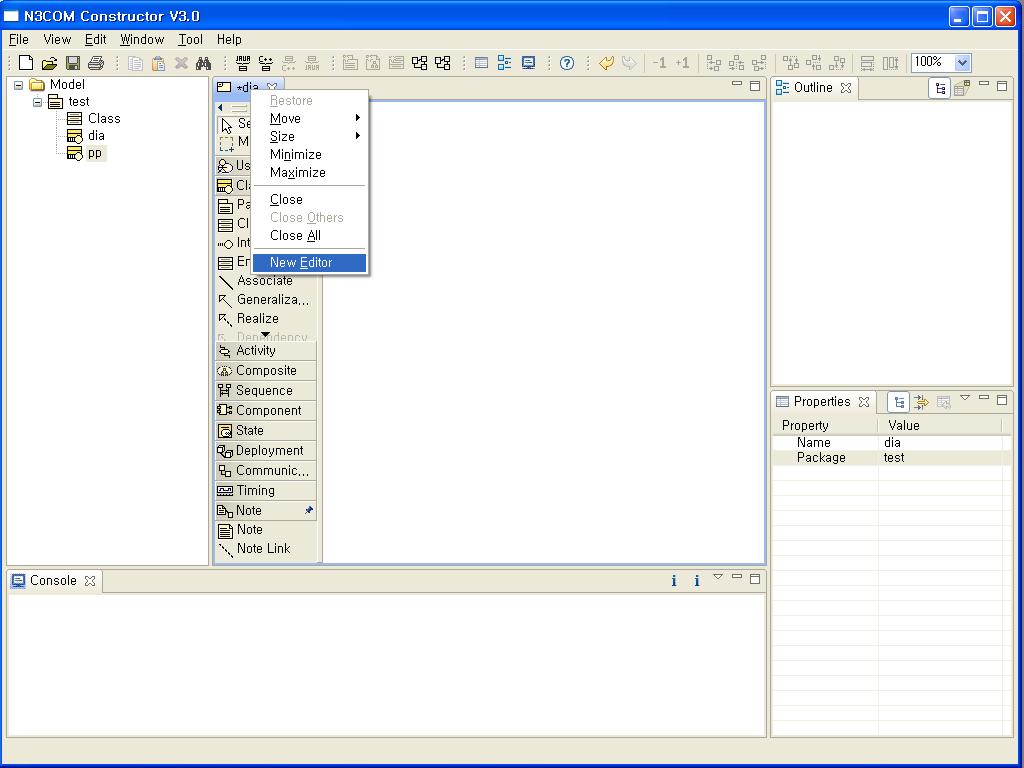 N3COM Constructor V3.0
File View Edit Window Tool Help
JAVA C++ JAVA -1 +1 100%
Model
test
Class
dia
pp
*dia
Restore
Move
Size
Minimize
Maximize
Close
Close Others
Close All
New Editor
Se
M
Us
Cl
Pa
Cl
Int
En
Associate
Generaliza...
Realize
Dependency
Activity
Composite
Sequence
Component
State
Deployment
Communic...
Timing
Note
Note
Note Link
Outline
Properties
Property Value
Name dia
Package test
Console